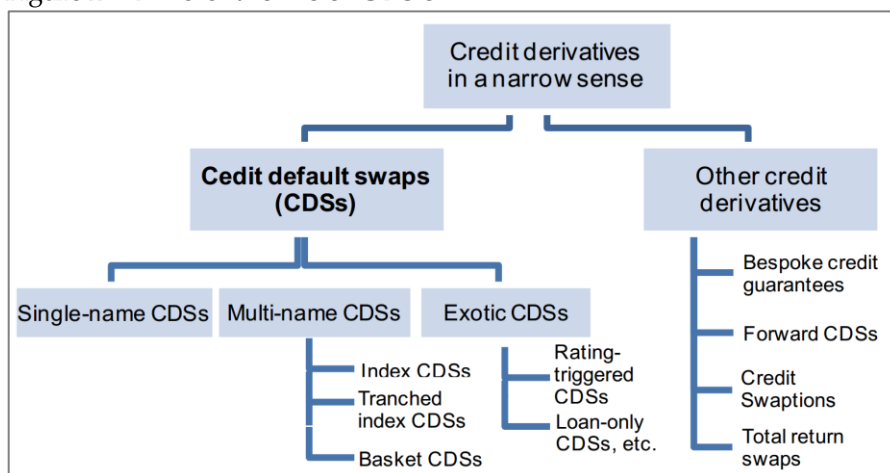 Credit derivatives
in a narrow sense
Cedit default swaps
(CDSs)
Other credit
derivatives
Single-name CDSs
Multi-name CDSs
Exotic CDSs
Index CDSs
Tranched
index CDSs
Basket CDSs
Rating-
triggered
CDSs
Loan-only
CDSs, etc.
Bespoke credit
guarantees
Forward CDSs
Credit
Swaptions
Total return
swaps